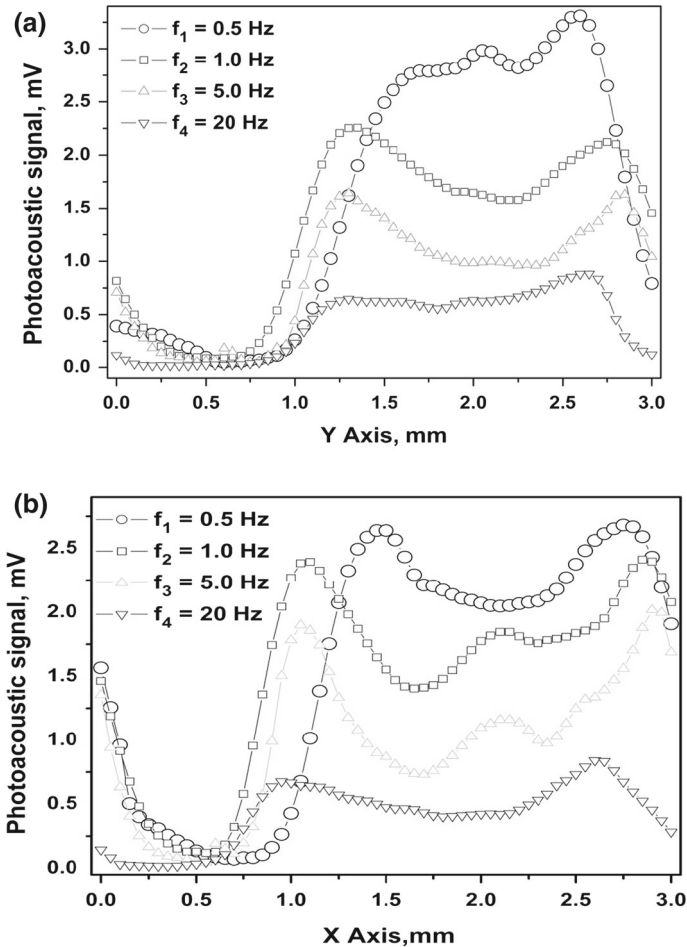 (a)
f1 = 0.5 Hz
f2 = 1.0 Hz
f3 = 5.0 Hz
f4 = 20 Hz
Photoacoustic signal, mV
3.0
2.5
2.0
1.5
1.0
0.5
0.0
0.0 0.5 1.0 1.5 2.0 2.5 3.0
Y Axis, mm
(b)
f1 = 0.5 Hz
f2 = 1.0 Hz
f3 = 5.0 Hz
f4 = 20 Hz
Photoacoustic signal, mV
2.5
2.0
1.5
1.0
0.5
0.0
0.0 0.5 1.0 1.5 2.0 2.5 3.0
X Axis,mm